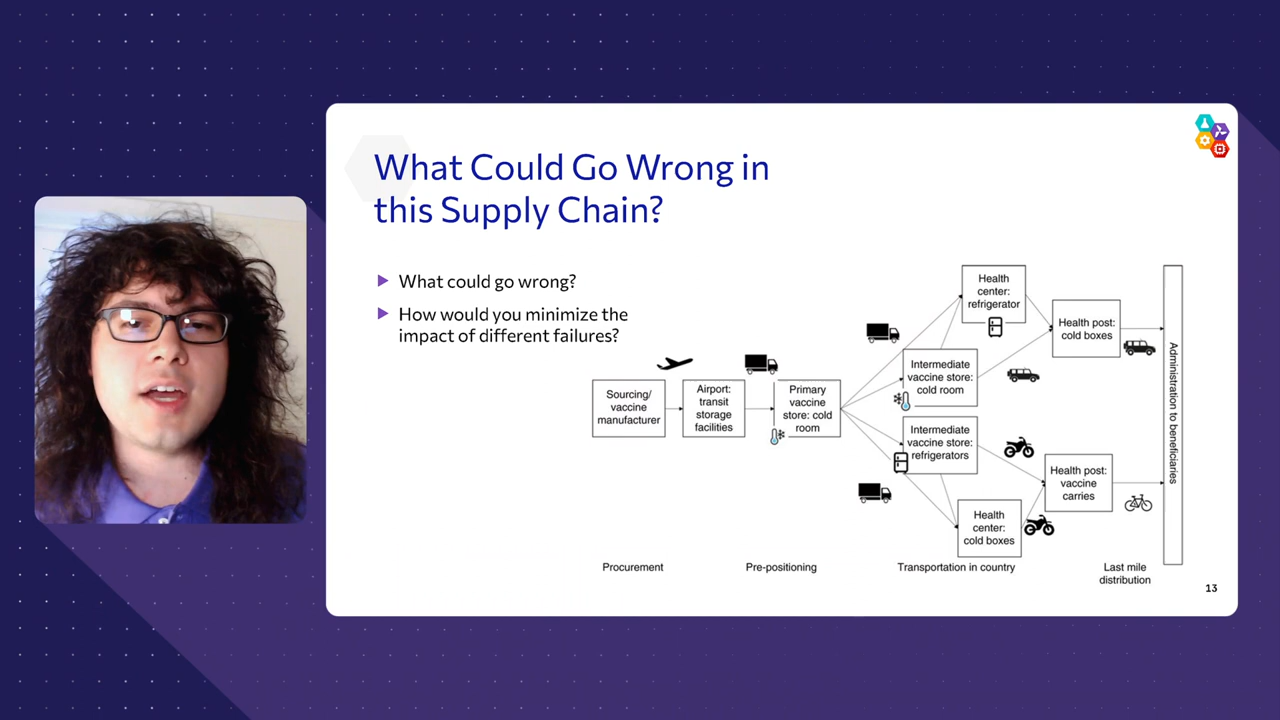 What Could Go Wrong in
this Supply Chain?
What could go wrong?
How would you minimize the
impact of different failures?
Sourcing/
vaccine
manufacturer
Airport:
transit
storage
facilities
Primary
vaccine
store: cold
room
Health
center:
refrigerator
Intermediate
vaccine store:
cold room
Intermediate
vaccine store:
refrigerators
Health
center:
cold boxes
Health post:
cold boxes
Health post:
vaccine
carries
Administration to beneficiaries
Procurement
Pre-positioning
Transportation in country
Last mile
distribution
13